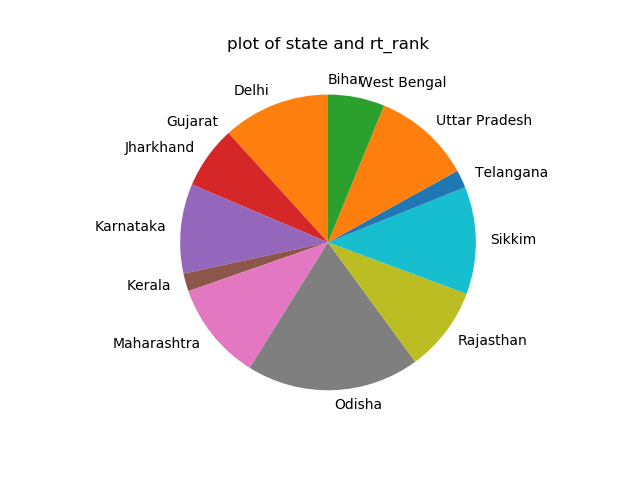 plot of state and rt_rank
Bihar
West Bengal
Delhi
Uttar Pradesh
Gujarat
Jharkhand
Telangana
Karnataka
Sikkim
Kerala
Maharashtra
Rajasthan
Odisha